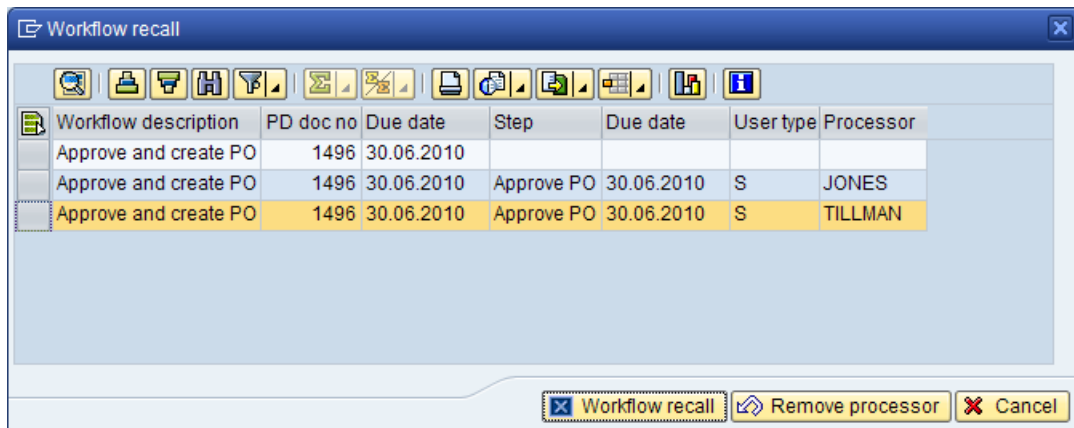 Workflow recall
Workflow description PD doc no Due date Step Due date User type Processor
Approve and create PO 1496 30.06.2010
Approve and create PO 1496 30.06.2010 Approve PO 30.06.2010 S JONES
Approve and create PO 1496 30.06.2010 Approve PO 30.06.2010 S TILLMAN
Workflow recall Remove processor Cancel